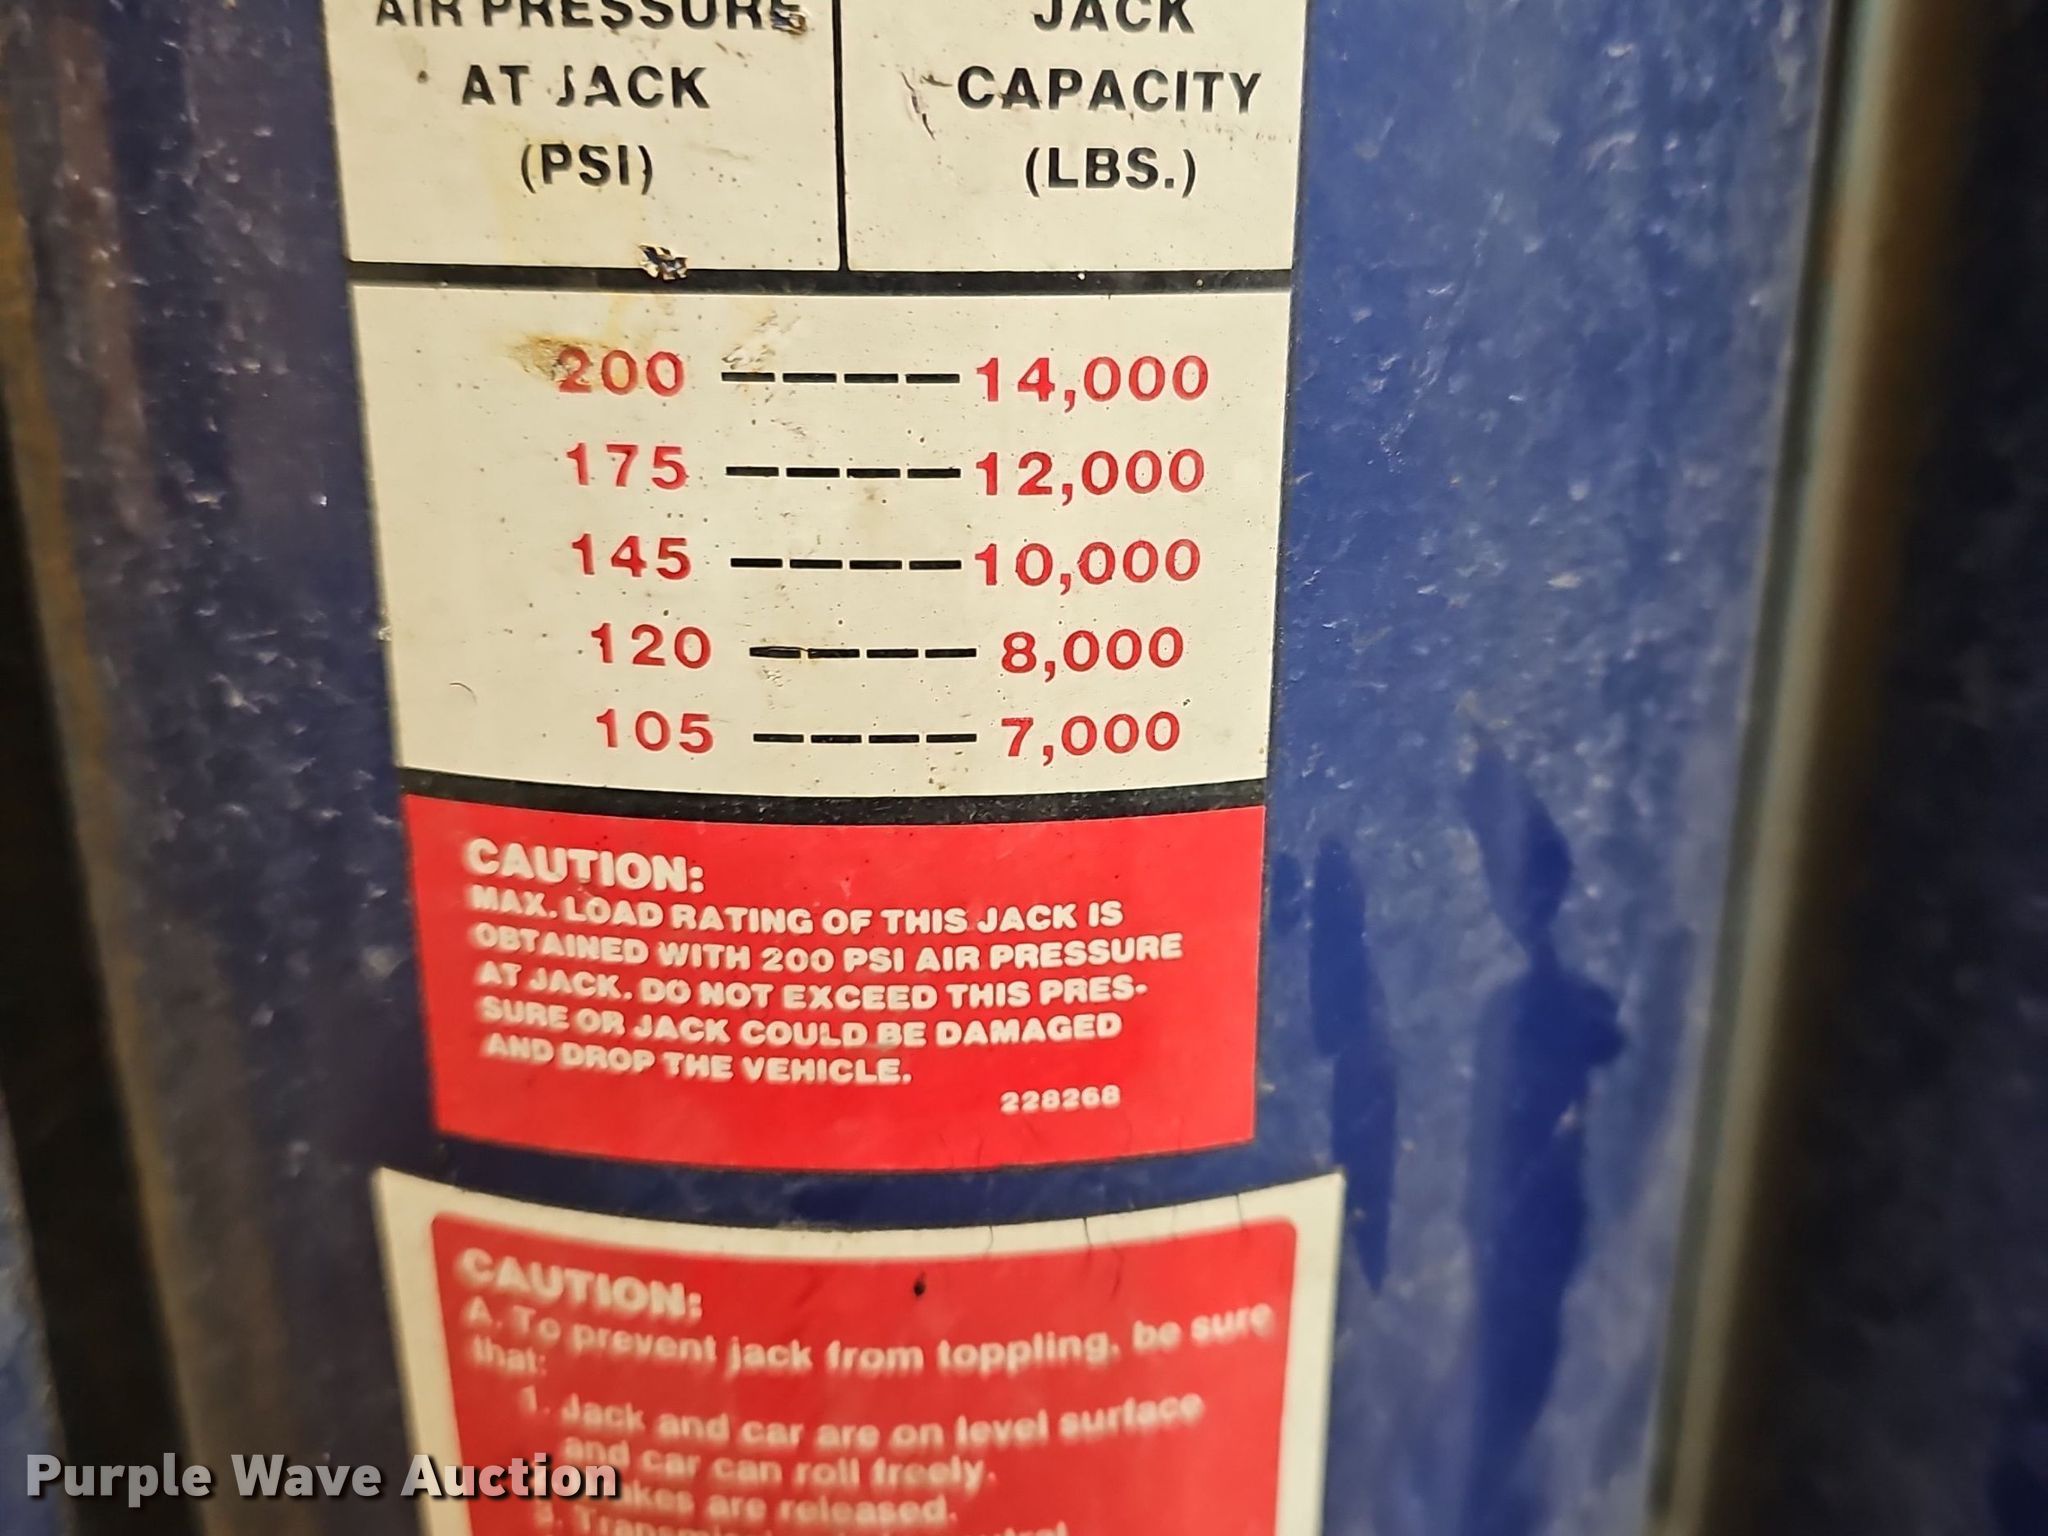 AIR PRESSURE JACK
AT JACK CAPACITY
(PSI) (LBS.)
200 ---- 14,000
175 ---- 12,000
145 ---- 10,000
120 ---- 8,000
105 ---- 7,000
CAUTION:
MAX. LOAD RATING OF THIS JACK IS
OBTAINED WITH 200 PSI AIR PRESSURE
AT JACK. DO NOT EXCEED THIS PRES-
SURE OR JACK COULD BE DAMAGED
AND DROP THE VEHICLE.
228268
CAUTION:
A. To prevent jack from toppling, be sure
that:
1. Jack and car are on level surface
and car can roll freely.
are released.
3.
Purple Wave Auction